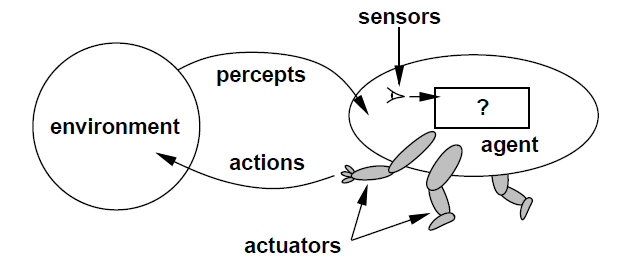 sensors
percepts
environment
?
agent
actions
actuators